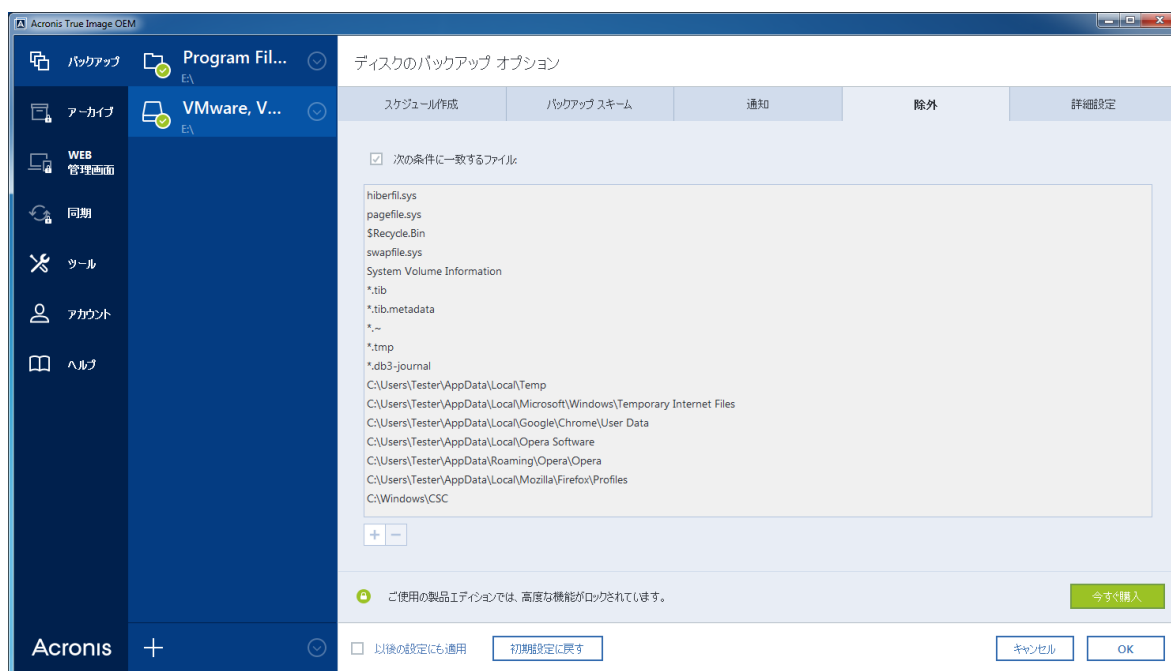 Acronis True Image OEM
バックアップ
アーカイブ
WEB
管理画面
同期
ツール
アカウント
ヘルプ
Acronis
Program Fil...
E:\
VMware, V...
E:\
ディスクのバックアップ オプション
スケジュール作成
バックアップ スキーム
通知
除外
詳細設定
次の条件に一致するファイル:
hiberfil.sys
pagefile.sys
$Recycle.Bin
swapfile.sys
System Volume Information
*.tib
*.tib.metadata
*.~
*.tmp
*.db3-journal
C:\Users\Tester\AppData\Local\Temp
C:\Users\Tester\AppData\Local\Microsoft\Windows\Temporary Internet Files
C:\Users\Tester\AppData\Local\Google\Chrome\User Data
C:\Users\Tester\AppData\Local\Opera Software
C:\Users\Tester\AppData\Roaming\Opera\Opera
C:\Users\Tester\AppData\Local\Mozilla\Firefox\Profiles
C:\Windows\CSC
ご使用の製品エディションでは、高度な機能がロックされています。
今すぐ購入
以後の設定にも適用
初期設定に戻す
キャンセル
OK